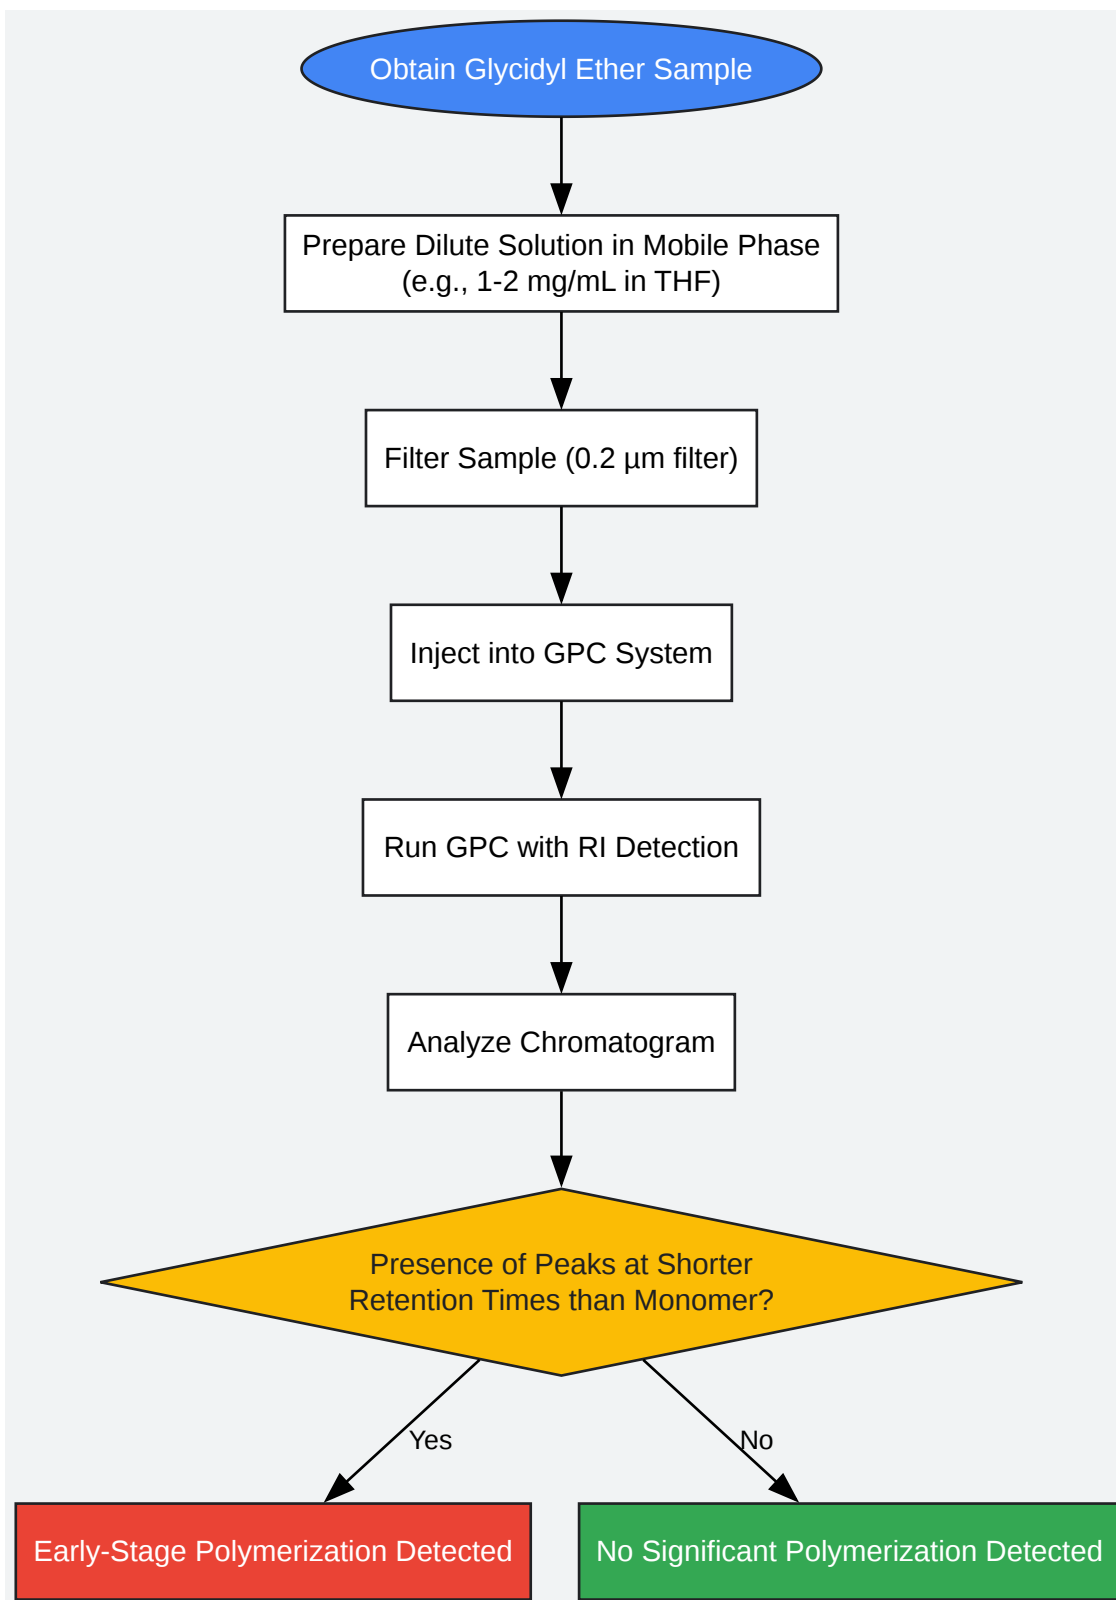 Obtain Glycidyl Ether Sample
Prepare Dilute Solution in Mobile Phase
(e.g., 1-2 mg/mL in THF)
Filter Sample (0.2 µm filter)
Inject into GPC System
Run GPC with RI Detection
Analyze Chromatogram
Presence of Peaks at Shorter
Retention Times than Monomer?
Yes
No
Early-Stage Polymerization Detected
No Significant Polymerization Detected